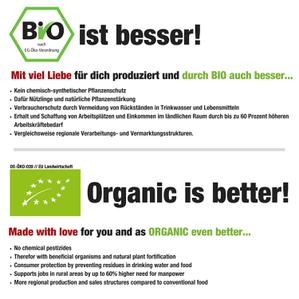 Bio
nach
EG-Öko-Verordnung
ist besser!
Mit viel Liebe für dich produziert und durch BIO auch besser...
• Kein chemisch-synthetischer Pflanzenschutz
• Dafür Nützlinge und natürliche Pflanzenstärkung
• Verbraucherschutz durch Vermeidung von Rückständen in Trinkwasser und Lebensmitteln
• Erhalt und Schaffung von Arbeitsplätzen und Einkommen im ländlichen Raum durch bis zu 60 Prozent höheren
Arbeitskräftebedarf
• Vergleichsweise regionale Verarbeitungs- und Vermarktungsstrukturen.
DE-ÖKO-039 // EU Landwirtschaft
Organic is better!
Made with love for you and as ORGANIC even better...
• No chemical pestizides
• Therefor with beneficial organisms and natural plant fortification
• Consumer protection by preventing residues in drinking water and food
• Supports jobs in rural areas by up to 60% higher need for manpower
• More regional production and sales structures compared to conventional food